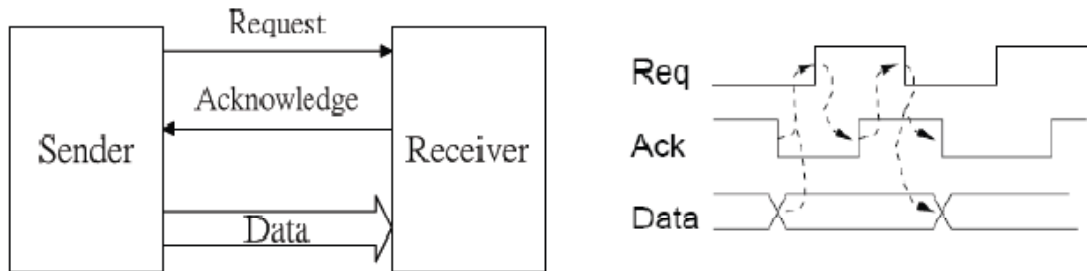 Request
Acknowledge
Sender
Receiver
Data
Req
Ack
Data